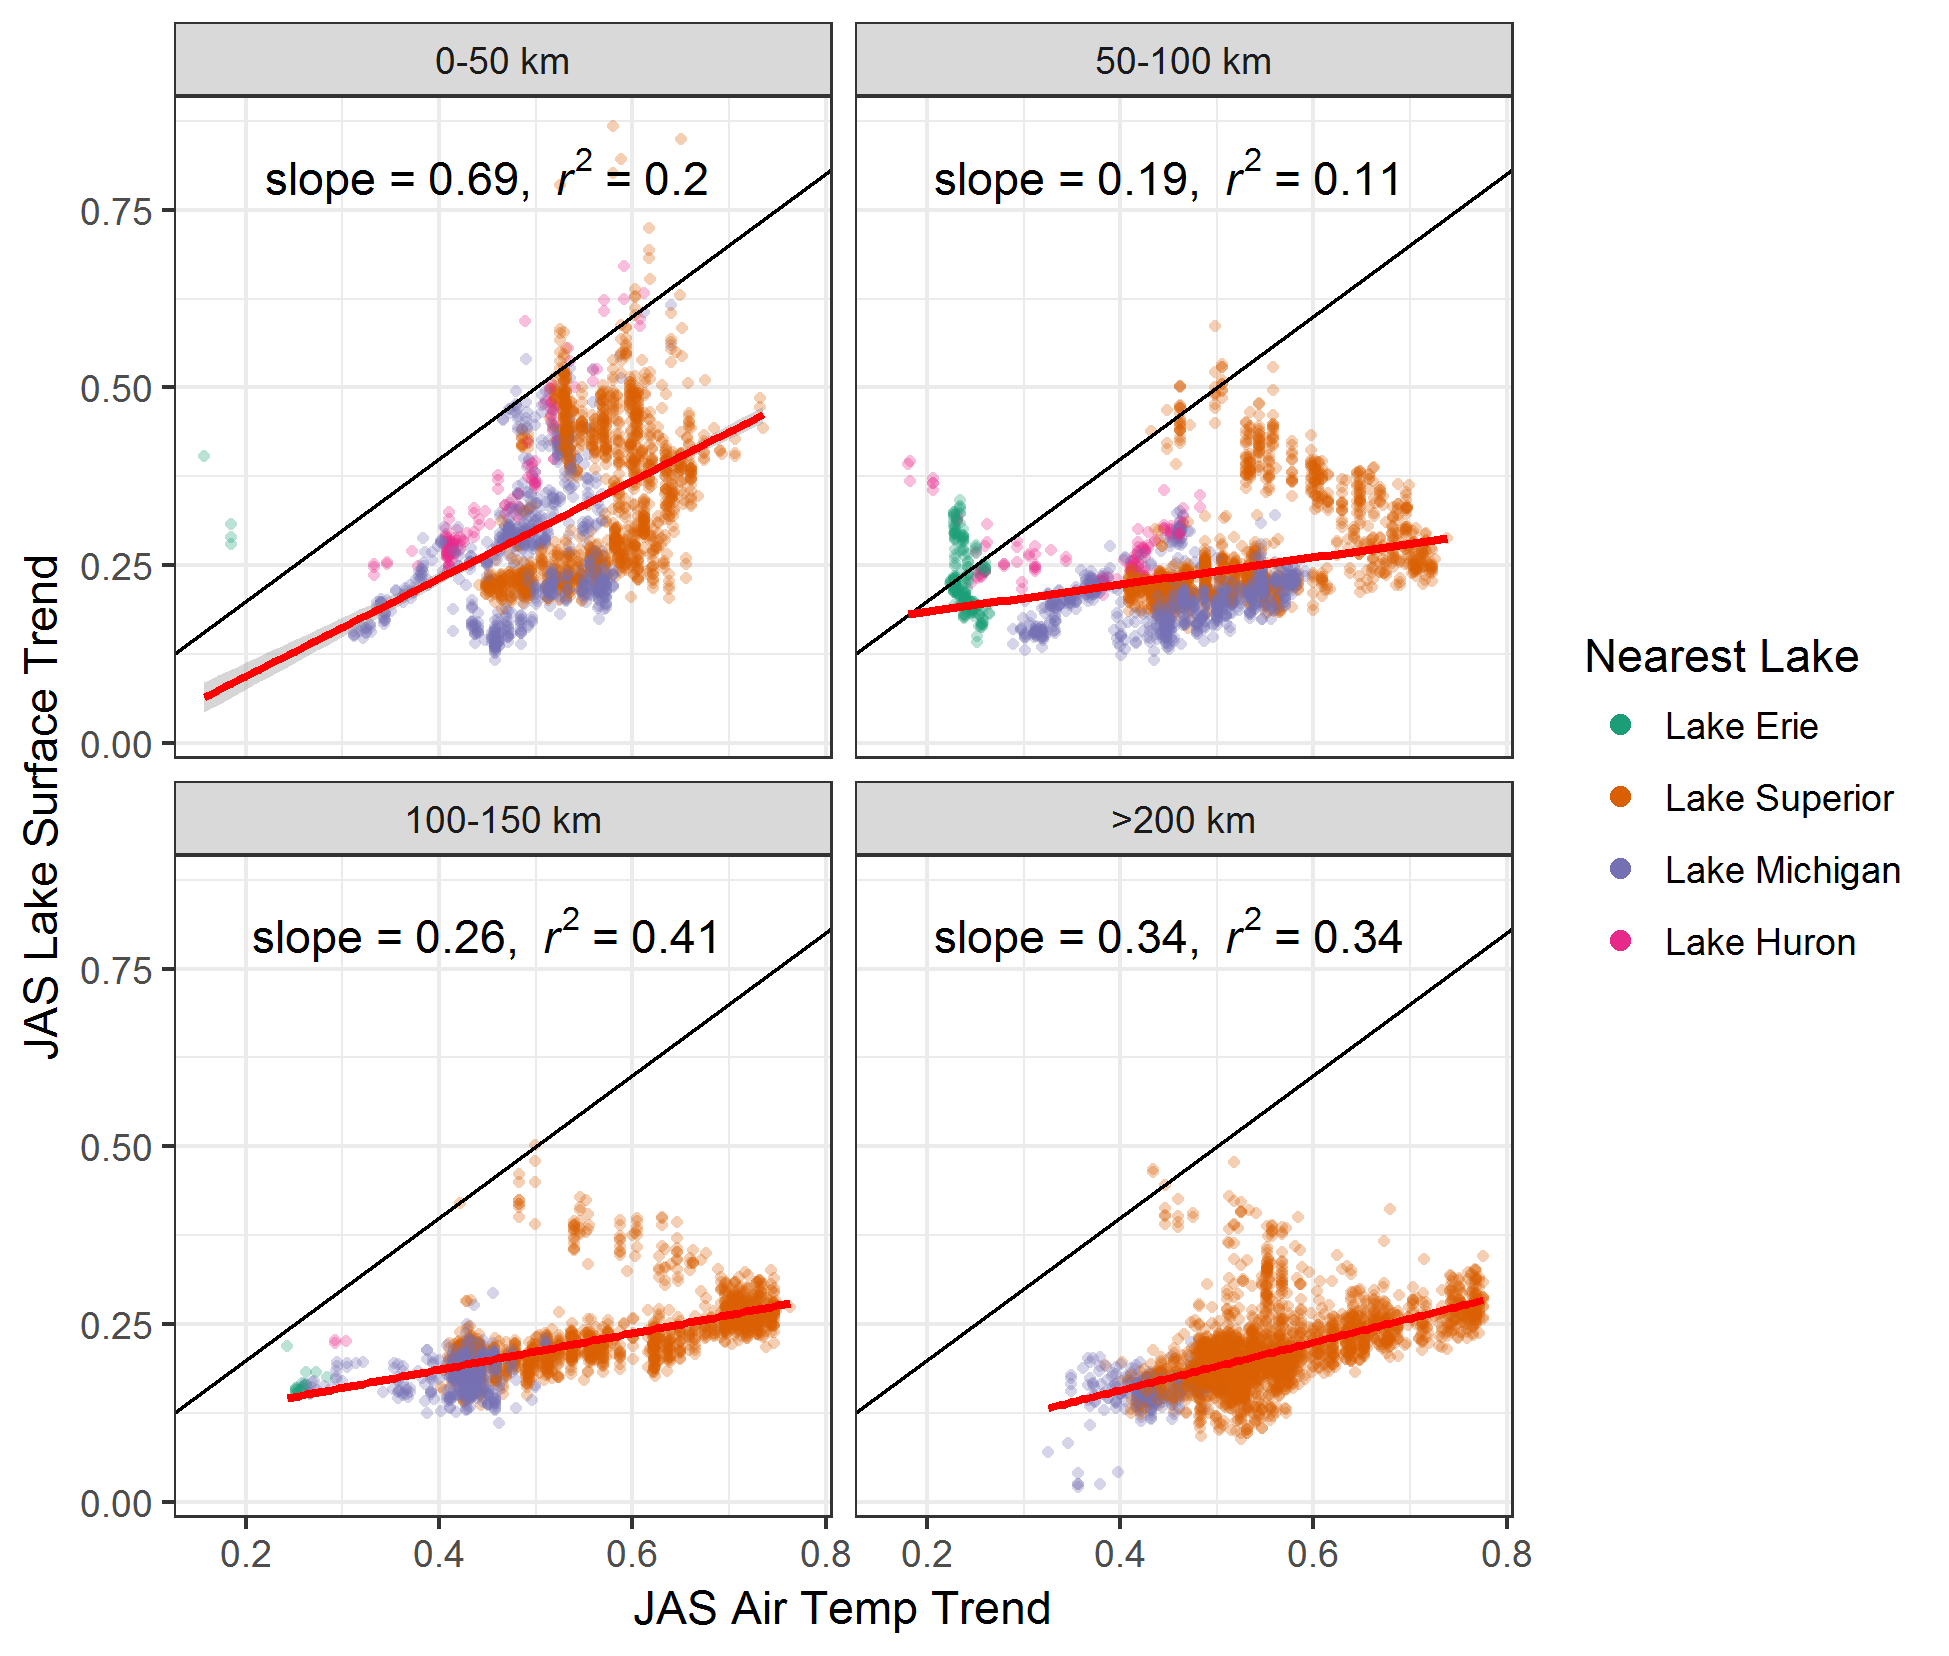 0-50 km
50-100 km
slope = 0.69, r² = 0.2
slope = 0.19, r² = 0.11
0.75
0.50
0.25
0.00
100-150 km
>200 km
slope = 0.26, r² = 0.41
slope = 0.34, r² = 0.34
0.75
0.50
0.25
0.00
0.2
0.4
0.6
0.8
0.2
0.4
0.6
0.8
JAS Air Temp Trend
JAS Lake Surface Trend
Nearest Lake
Lake Erie
Lake Superior
Lake Michigan
Lake Huron